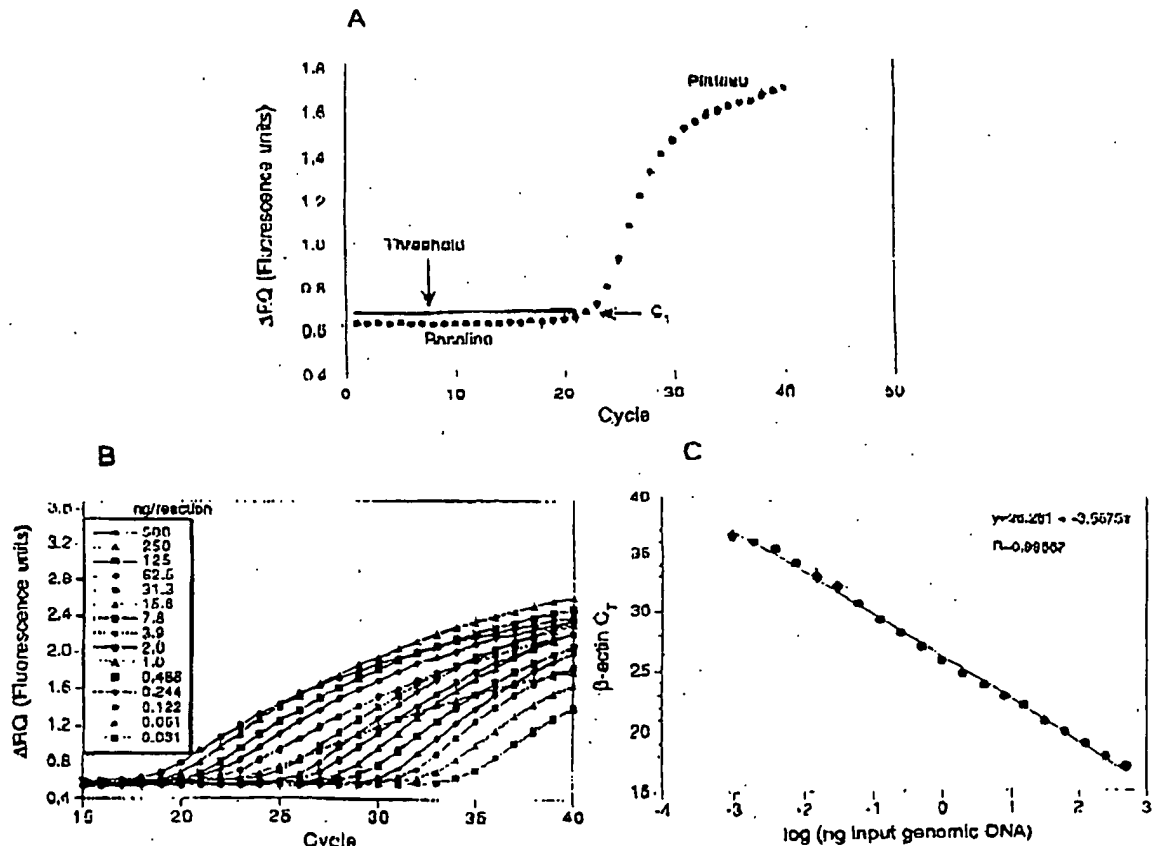 A
ΔRQ (Fluorescence units)
1.8
1.6
1.4
1.2
1.0
0.8
0.6
0.4
Threshold
C
0 10 20 30 40 50
Cycle
B
ΔRQ (Fluorescence units)
3.2
2.8
2.4
2.0
1.6
1.2
0.8
0.4
ng/reaction
500
250
125
62.5
31.3
15.6
7.8
3.9
2.0
1.0
0.488
0.244
0.122
0.061
0.031
15 20 25 30 35 40
Cycle
C
β-actin C_T
40
35
30
25
20
15
-4 -3 -2 -1 0 1 2 3
log (ng input genomic DNA)